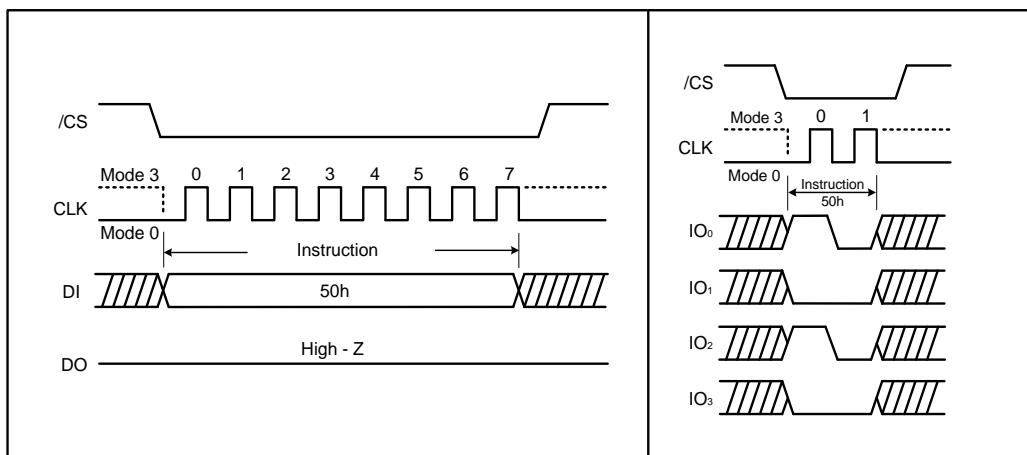 /CS
Mode 3
0 1 2 3 4 5 6 7
CLK
Mode 0
Instruction
DI
50h
High - Z
DO
/CS
Mode 3
0 1
CLK
Mode 0
Instruction
50h
IO0
IO1
IO2
IO3